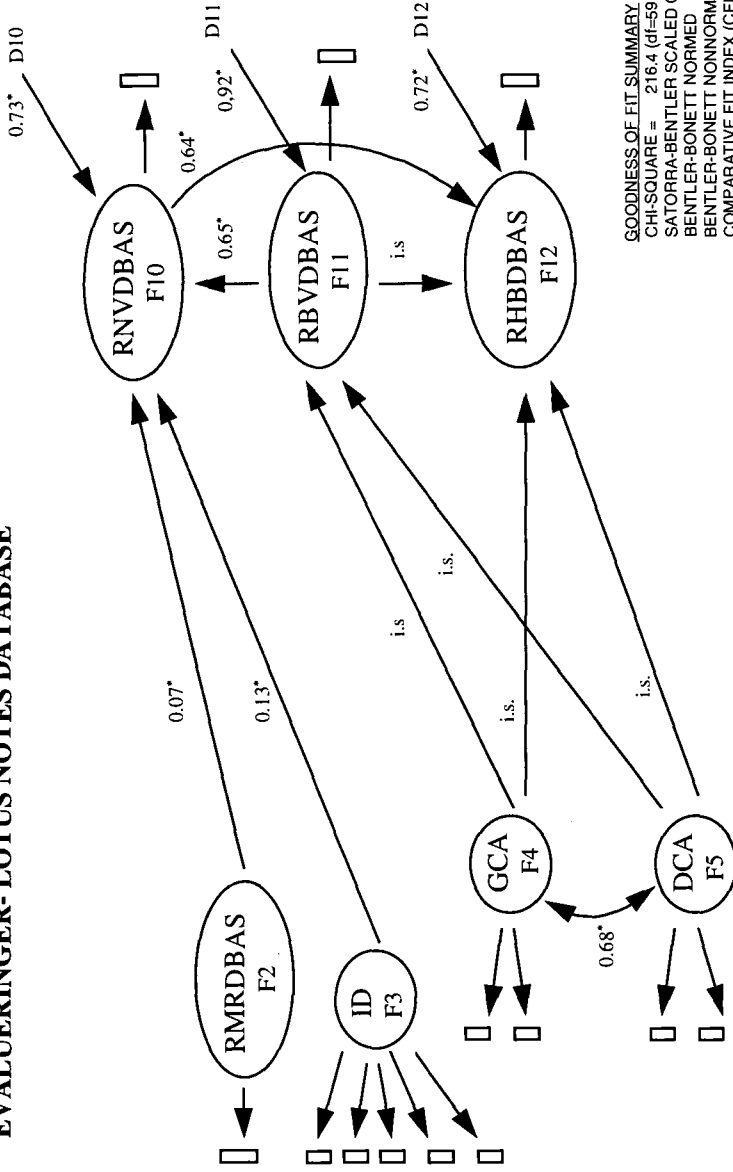 EVALUERINGER- LOTUS NOTES DATABASE
0.73*
D10
RNVDBAS
F10
0.64*
D11
0,92*
0.65*
RBVDBAS
F11
D12
0.72*
i.s
RHBDBAS
F12
0.07*
0.13*
i.s
i.s.
i.s.
i.s.
RMRDBAS
F2
ID
F3
GCA
F4
0.68*
DCA
F5
GOODNESS OF FIT SUMMARY
CHI-SQUARE = 216.4 (df=59
SATORRA-BENTLER SCALED
BENTLER-BONETT NORMED
BENTLER-BONETT NONNORM
COMPARATIVE FIT INDEX